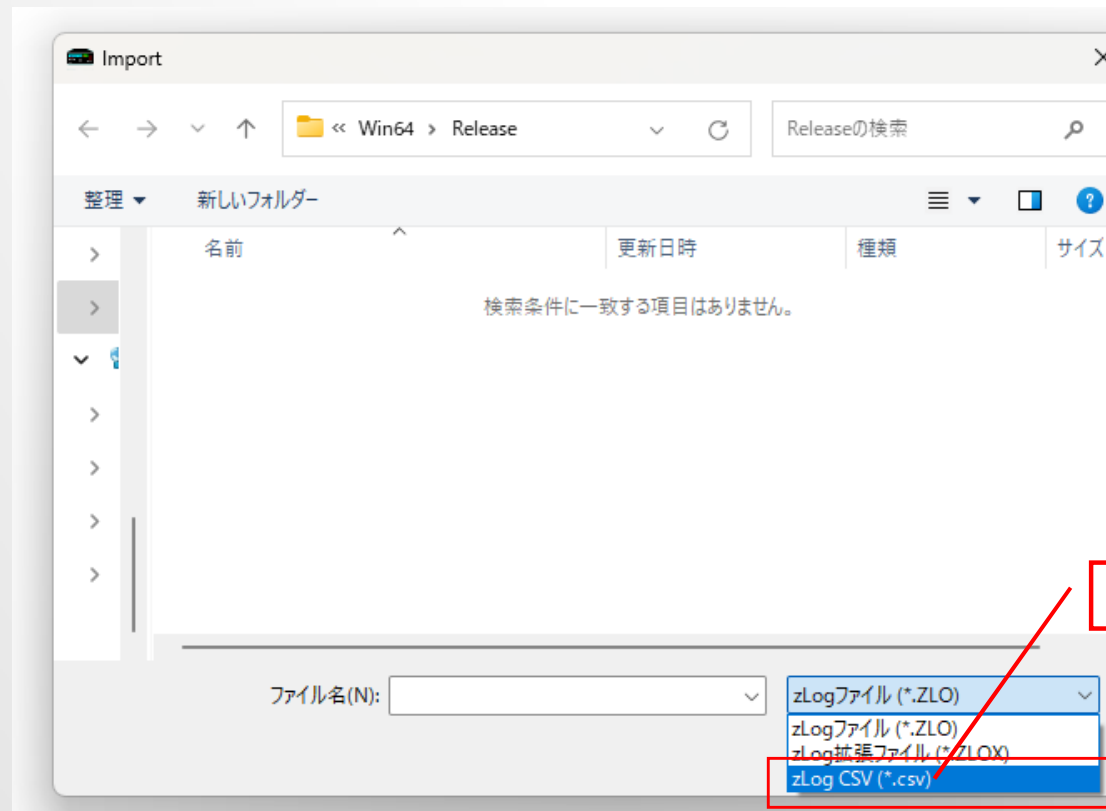 Import
« Win64 > Release
Releaseの検索
整理
新しいフォルダー
名前
更新日時
種類
サイズ
検索条件に一致する項目はありません。
ファイル名(N):
zLogファイル (*.ZLO)
zLogファイル (*.ZLO)
zLog拡張ファイル (*.ZLOX)
zLog CSV (*.csv)